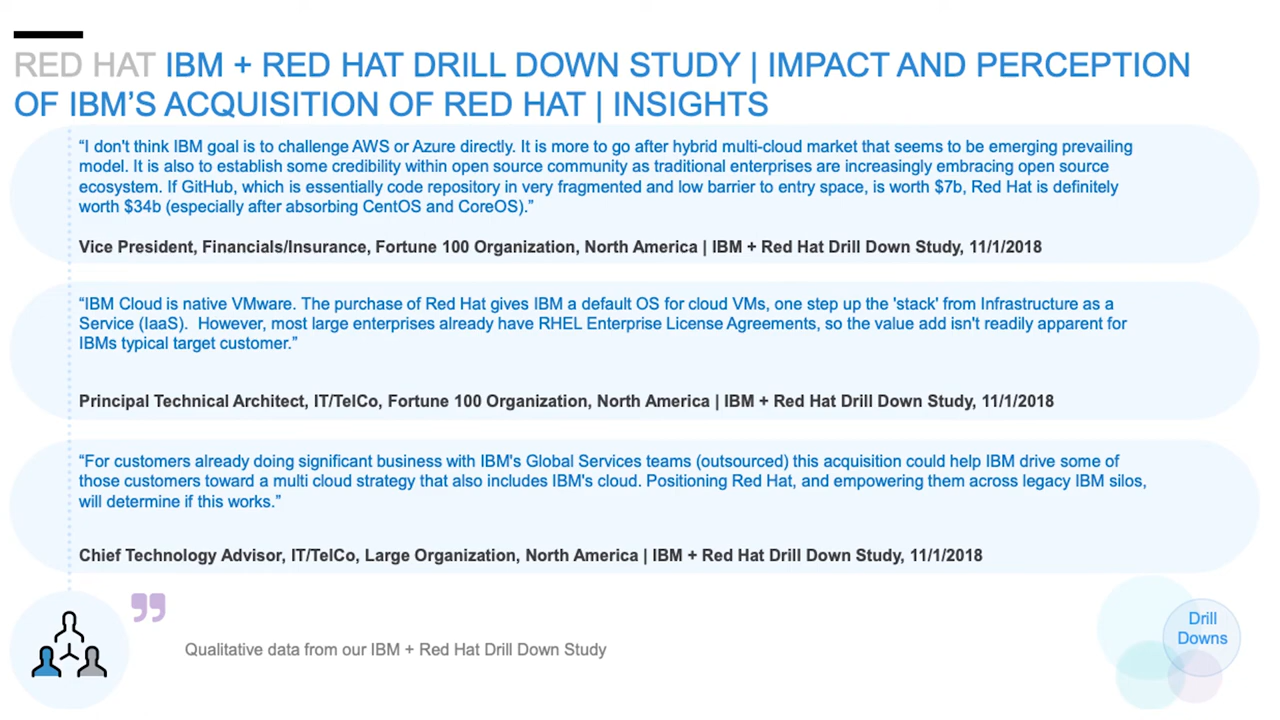 RED HAT IBM + RED HAT DRILL DOWN STUDY | IMPACT AND PERCEPTION
OF IBM’S ACQUISITION OF RED HAT | INSIGHTS
“I don't think IBM goal is to challenge AWS or Azure directly. It is more to go after hybrid multi-cloud market that seems to be emerging prevailing
model. It is also to establish some credibility within open source community as traditional enterprises are increasingly embracing open source
ecosystem. If GitHub, which is essentially code repository in very fragmented and low barrier to entry space, is worth $7b, Red Hat is definitely
worth $34b (especially after absorbing CentOS and CoreOS).”
Vice President, Financials/Insurance, Fortune 100 Organization, North America | IBM + Red Hat Drill Down Study, 11/1/2018
“IBM Cloud is native VMware. The purchase of Red Hat gives IBM a default OS for cloud VMs, one step up the 'stack' from Infrastructure as a
Service (IaaS).  However, most large enterprises already have RHEL Enterprise License Agreements, so the value add isn't readily apparent for
IBMs typical target customer.”
Principal Technical Architect, IT/TelCo, Fortune 100 Organization, North America | IBM + Red Hat Drill Down Study, 11/1/2018
“For customers already doing significant business with IBM's Global Services teams (outsourced) this acquisition could help IBM drive some of
those customers toward a multi cloud strategy that also includes IBM's cloud. Positioning Red Hat, and empowering them across legacy IBM silos,
will determine if this works.”
Chief Technology Advisor, IT/TelCo, Large Organization, North America | IBM + Red Hat Drill Down Study, 11/1/2018
”
Qualitative data from our IBM + Red Hat Drill Down Study
Drill
Downs